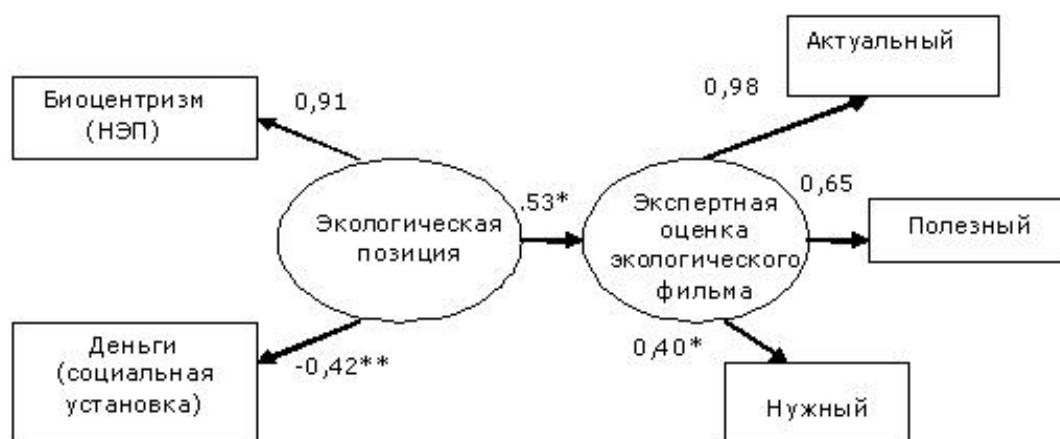 Актуальный
0,98
Биоцентризм
(НЭП)
0,91
Экологическая
позиция
.53*
Экспертная
оценка
экологического
фильма
0,65
Полезный
Деньги
(социальная
установка)
-0,42**
0,40*
Нужный